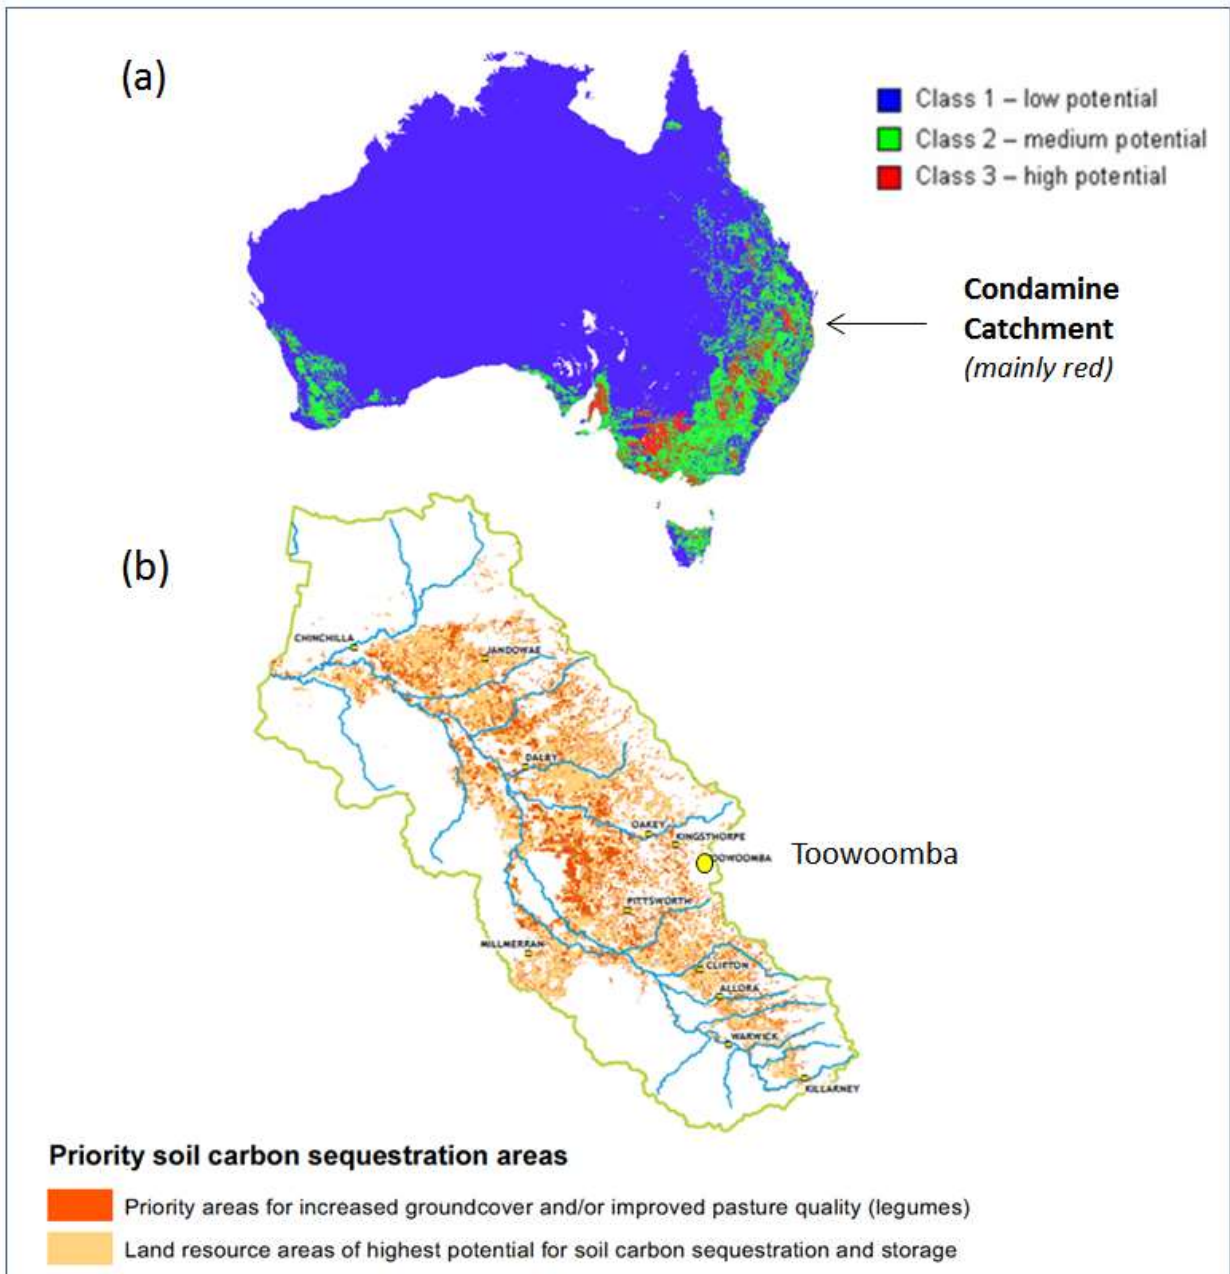 (a)
Class 1 – low potential
Class 2 – medium potential
Class 3 – high potential
Condamine
Catchment
(mainly red)
(b)
CHINCHILLA
JANDOWAE
DALBY
OAKEY
KINGSTHORPE
OOWOOMBA
Toowoomba
PITTSWORTH
MILLMERRAN
CLIFTON
ALLORA
WARWICK
KILLARNEY
Priority soil carbon sequestration areas
Priority areas for increased groundcover and/or improved pasture quality (legumes)
Land resource areas of highest potential for soil carbon sequestration and storage